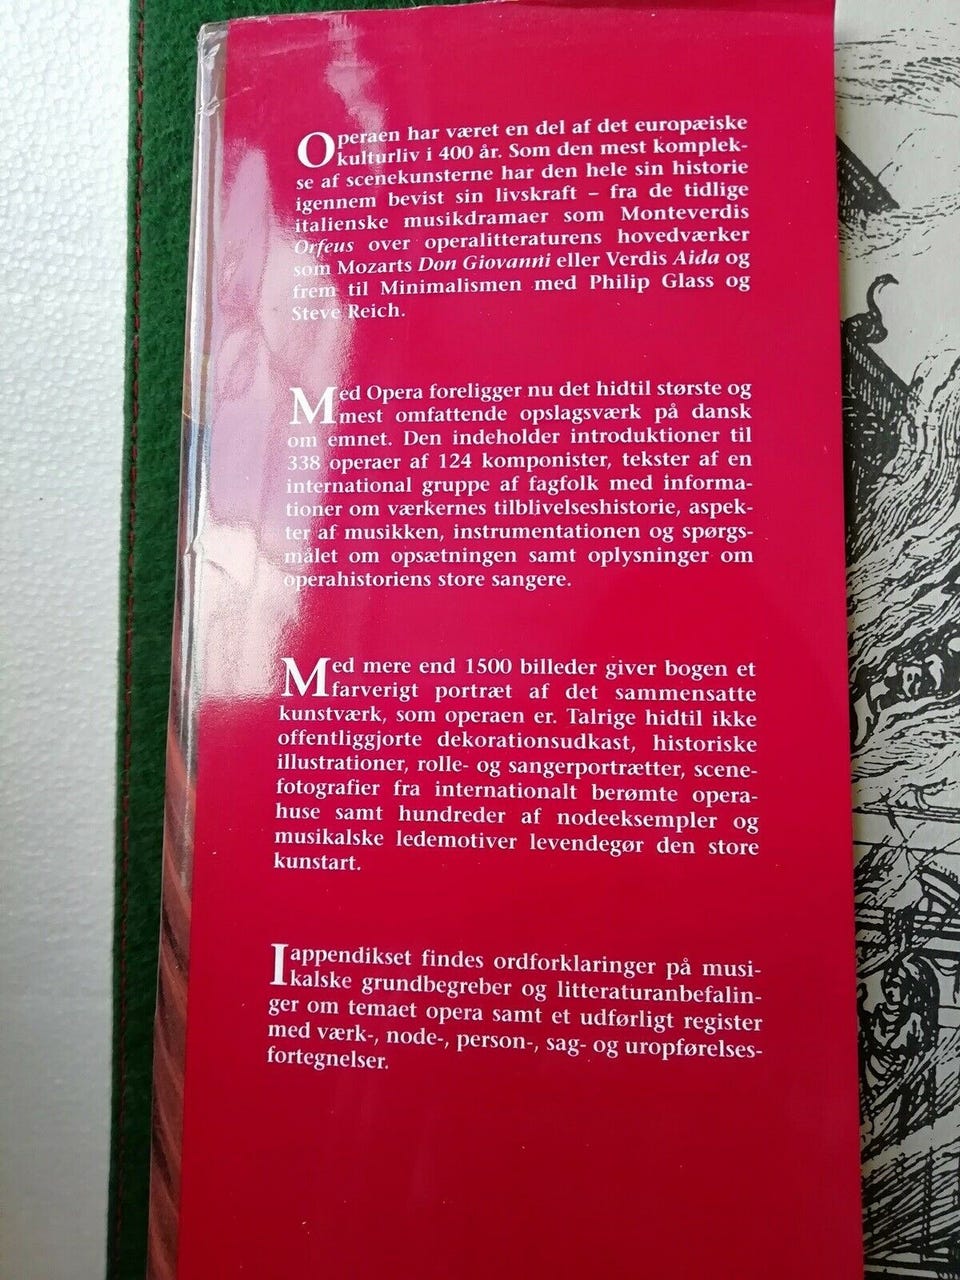 Operaen har været en del af det europæiske
kulturliv i 400 år. Som den mest komplek-
se af scenekunsterne har den hele sin historie
igennem bevist sin livskraft – fra de tidlige
italienske musikdramaer som Monteverdis
Orfeus over operalitteraturens hovedværker
som Mozarts Don Giovanni eller Verdis Aida og
frem til Minimalismen med Philip Glass og
Steve Reich.
Med Opera foreligger nu det hidtil største og
mest omfattende opslagsværk på dansk
om emnet. Den indeholder introduktioner til
338 operaer af 124 komponister, tekster af en
international gruppe af fagfolk med informa-
tioner om værkernes tilblivelseshistorie, aspek-
ter af musikken, instrumentationen og spørgs-
målet om opsætningen samt oplysninger om
operahistoriens store sangere.
Med mere end 1500 billeder giver bogen et
farverigt portræt af det sammensatte
kunstværk, som operaen er. Talrige hidtil ikke
offentliggjorte dekorationsudkast, historiske
illustrationer, rolle- og sangerportrætter, scene-
fotografier fra internationalt berømte opera-
huse samt hundreder af nodeeksempler og
musikalske ledemotiver levendegør den store
kunstart.
I appendikset findes ordforklaringer på musi-
kalske grundbegreber og litteraturanbefalin-
ger om temaet opera samt et udførligt register
med værk-, node-, person-, sag- og uropførelses-
fortegnelser.